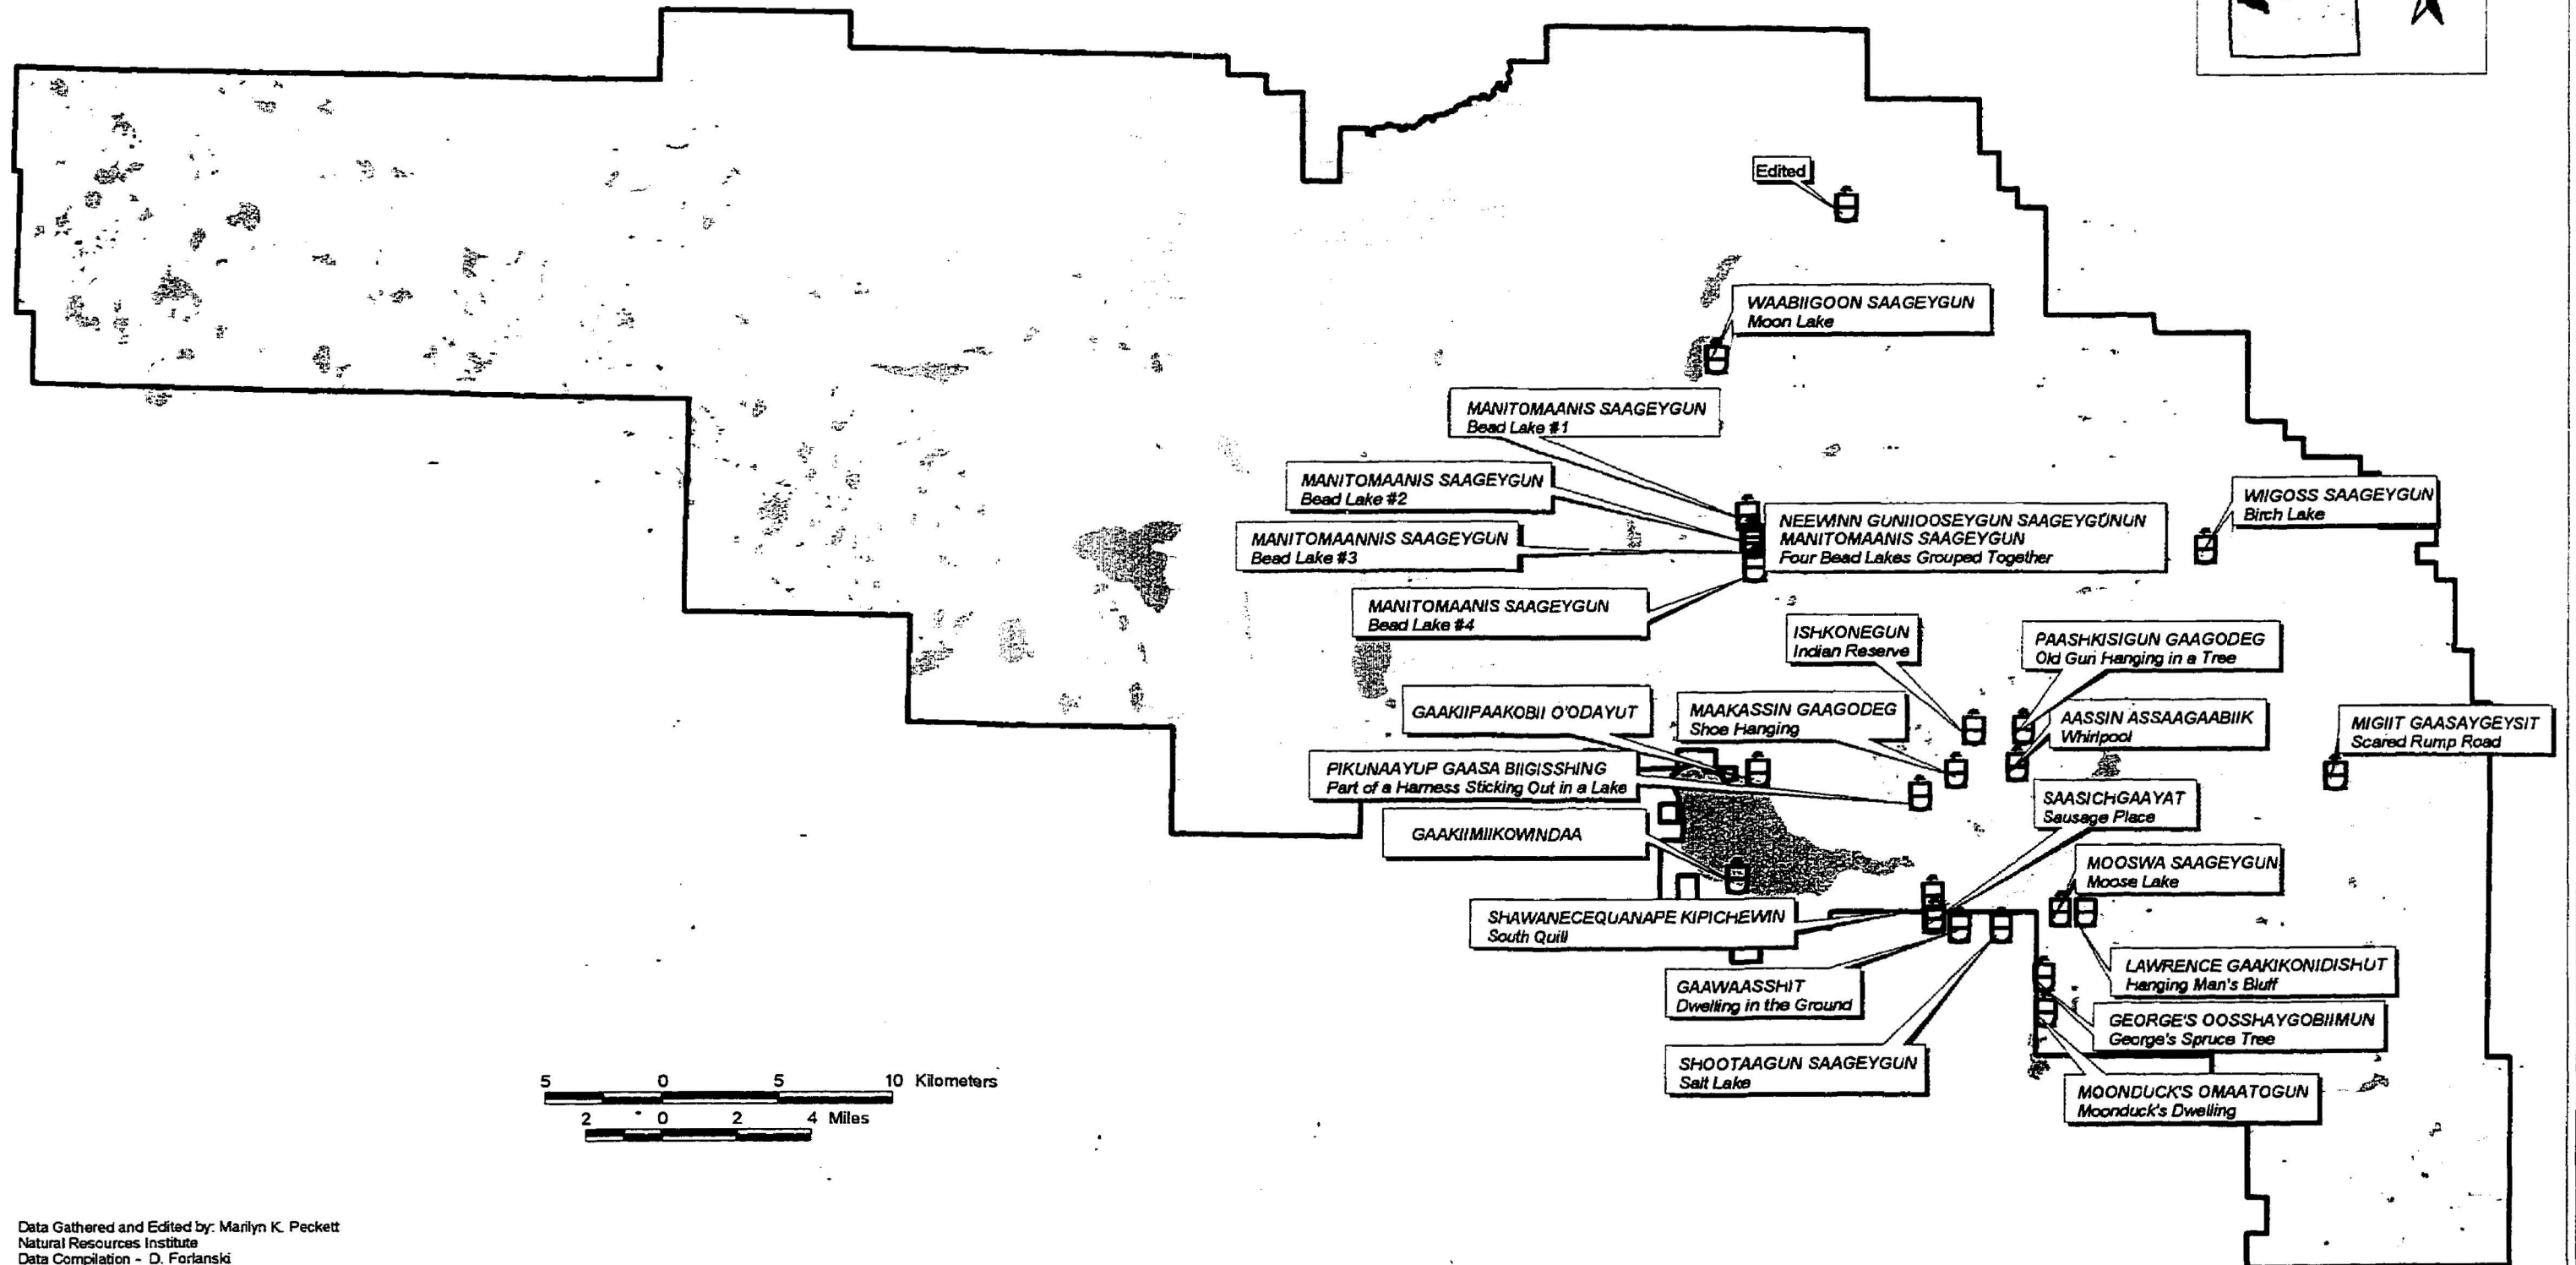 Edited
WAABIIGOON SAAGEYGUN
Moon Lake
MANITOMAANIS SAAGEYGUN
Bead Lake #1
MANITOMAANIS SAAGEYGUN
Bead Lake #2
MANITOMAANNIS SAAGEYGUN
Bead Lake #3
NEEWINN GUNIIOOSEYGUN SAAGEYGUNUN
MANITOMAANIS SAAGEYGUN
Four Bead Lakes Grouped Together
WIIGOSS SAAGEYGUN
Birch Lake
MANITOMAANIS SAAGEYGUN
Bead Lake #4
ISHKONEGUN
Indian Reserve
PAASHKISIGUN GAAGODEG
Old Gun Hanging in a Tree
GAAKIIPAAKOBII O'ODAYUT
MAAKASSIN GAAGODEG
Shoe Hanging
AASSIN ASSAAGAABIIK
Whirlpool
MIGIIT GAASAYGEYSIT
Scared Rump Road
PIKUNAAYUP GAASA BIIGISSHING
Part of a Harness Sticking Out in a Lake
SAASICHGAAYAT
Sausage Place
GAAKIIMIIKOWINDAA
MOOSWA SAAGEYGUN
Moose Lake
SHAWANECEQUANAPE KIPICHEWIN
South Quill
LAWRENCE GAAKIKONIDISHUT
Hanging Man's Bluff
GAAWAASSHIT
Dwelling in the Ground
GEORGE'S OOSSHAYGOBIIMUN
George's Spruce Tree
SHOOTAAGUN SAAGEYGUN
Salt Lake
MOONDUCK'S OMAATOGUN
Moonduck's Dwelling
5 0 5 10 Kilometers
2 0 2 4 Miles
Data Gathered and Edited by: Marilyn K. Peckett
Natural Resources Institute
Data Compilation - D. Forlanski